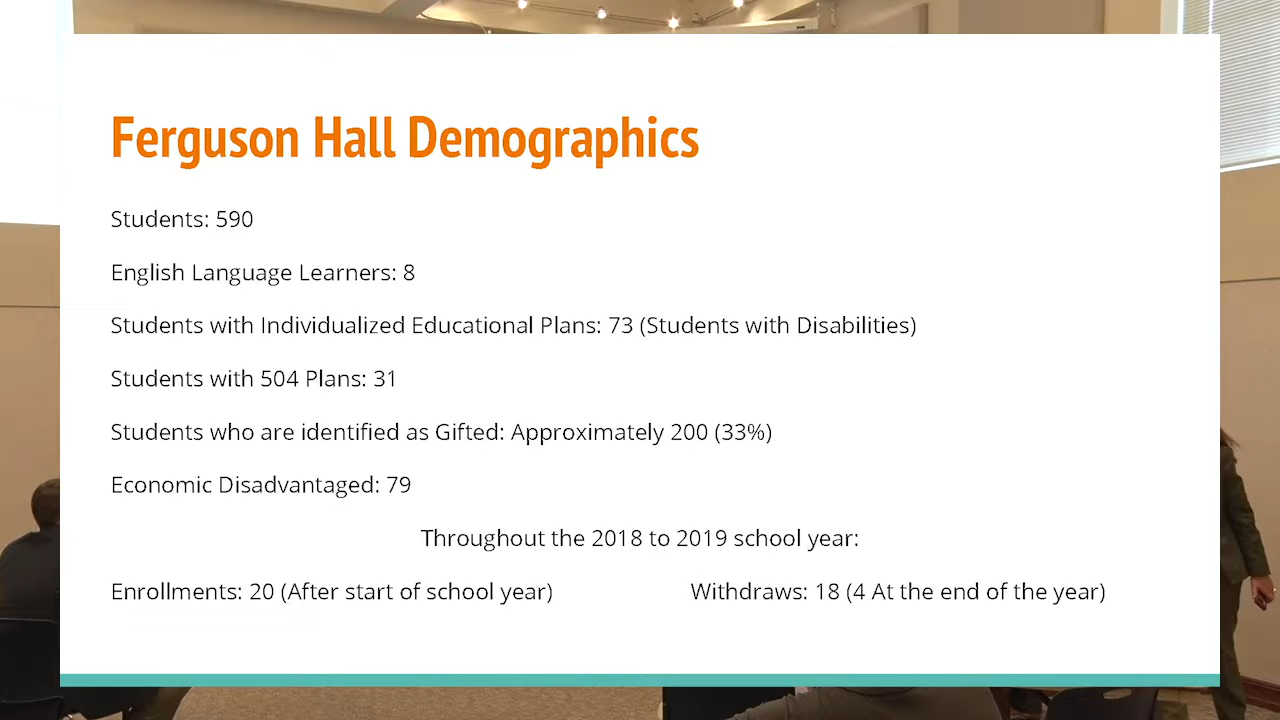 Ferguson Hall Demographics
Students: 590
English Language Learners: 8
Students with Individualized Educational Plans: 73 (Students with Disabilities)
Students with 504 Plans: 31
Students who are identified as Gifted: Approximately 200 (33%)
Economic Disadvantaged: 79
Throughout the 2018 to 2019 school year:
Enrollments: 20 (After start of school year)
Withdraws: 18 (4 At the end of the year)